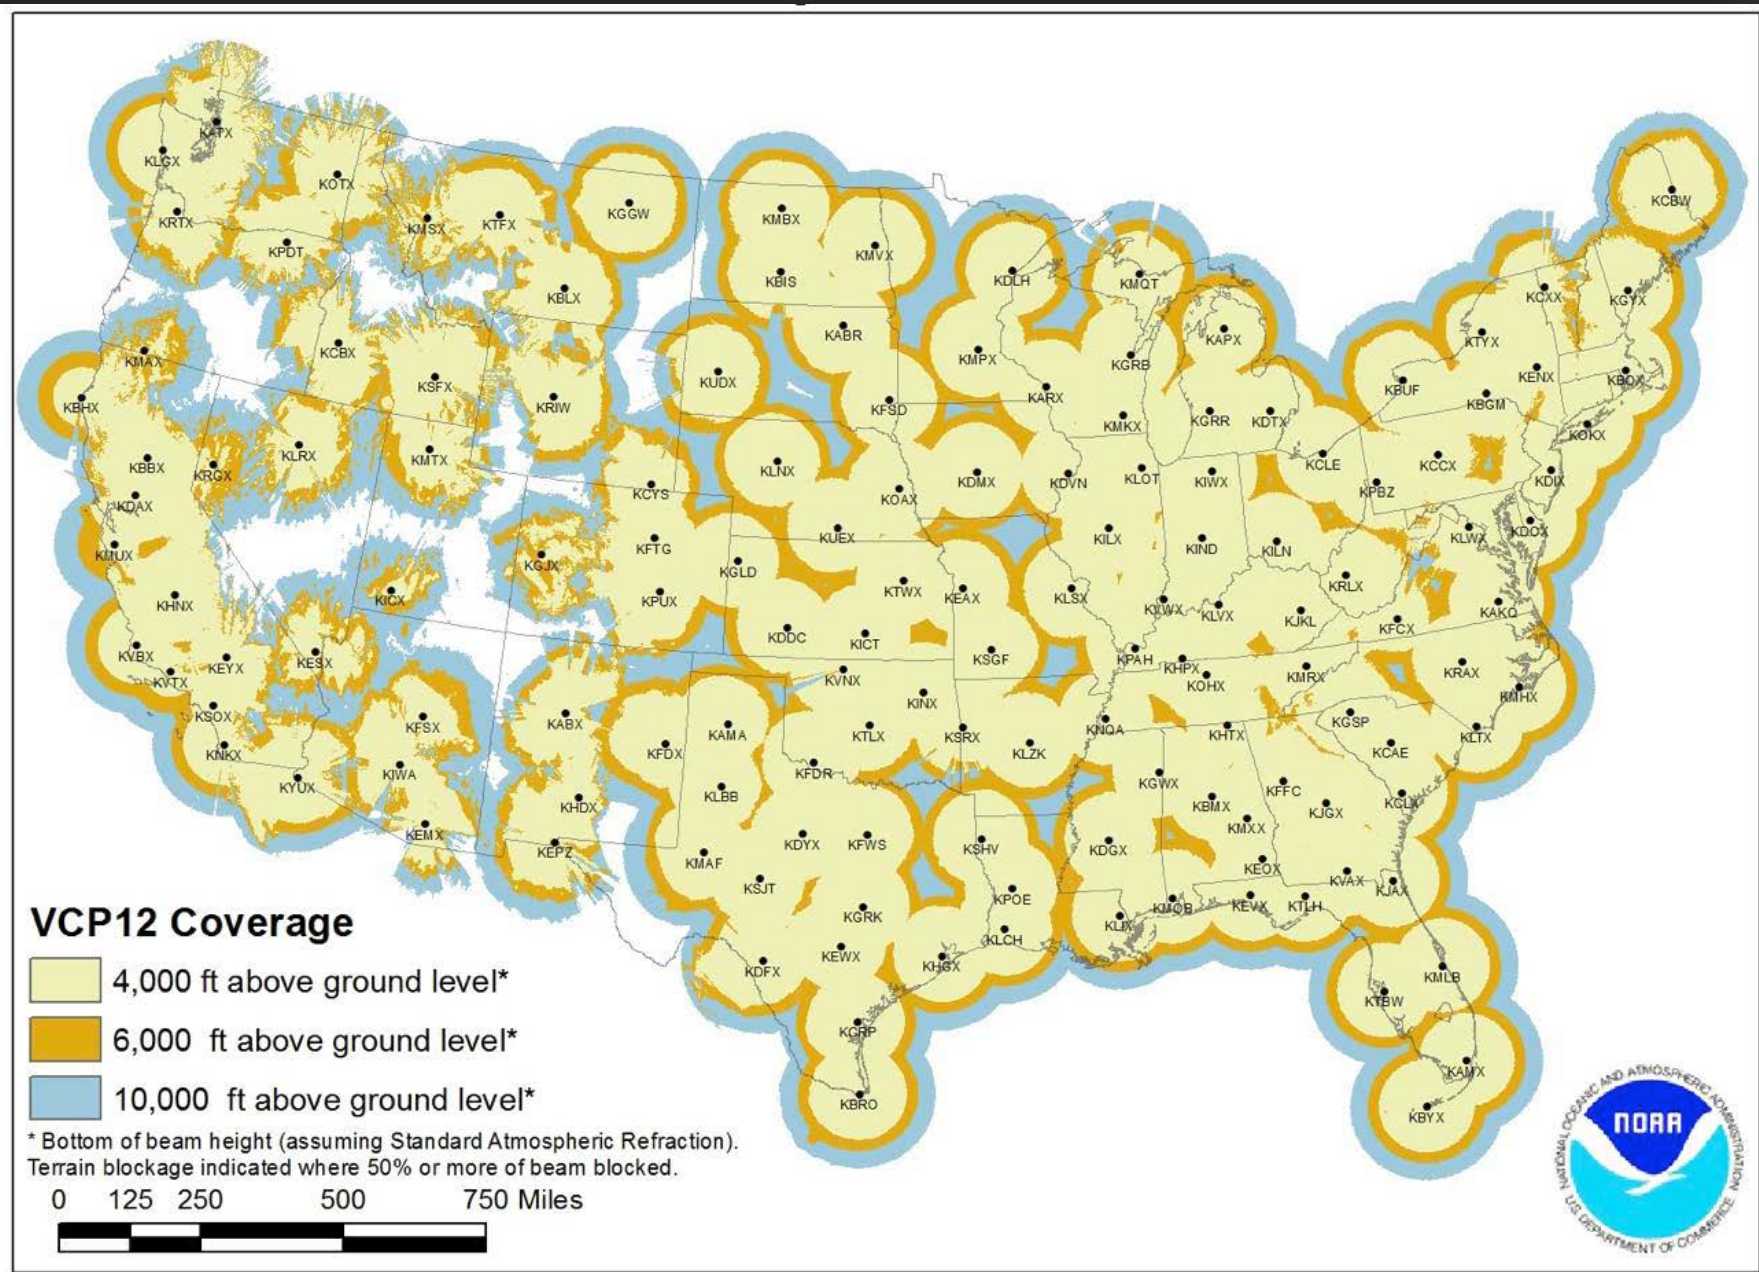 KATX
KLGX
KOTX
KRTX
KPDT
KMSX
KTFX
KGGW
KMBX
KMVX
KBIS
KDLH
KMQT
KCBW
KBLX
KCXX
KGYX
KABR
KMAX
KCBX
KMPX
KGRB
KAPX
KTYX
KSFX
KUDX
KBHX
KRIW
KFSD
KARX
KBUF
KBGM
KENX
KBOX
KMKX
KGRR
KDTX
KOKX
KBBX
KRGX
KLRX
KMTX
KLNX
KDMX
KDVN
KLOT
KIWX
KCLE
KCCX
KPBZ
KDIX
KDAX
KCYS
KOAX
KMUX
KGJX
KFTG
KUEX
KILX
KIND
KILN
KLWX
KDOX
KGLD
KHNX
KICX
KPUX
KTWX
KEAX
KLSX
KVWX
KLVX
KJKL
KRLX
KFCX
KAKQ
KDDC
KICT
KVBX
KEYX
KESX
KVTX
KVNX
KSGF
KPAH
KHPX
KOHX
KMRX
KRAX
KMHX
KSOX
KFSX
KABX
KAMA
KINX
KNKX
KFDX
KTLX
KSRX
KLZK
KNQA
KHTX
KGSP
KCAE
KLTX
KYUX
KIWA
KHDX
KLBB
KFDR
KGWX
KBMX
KFFC
KJGX
KCLX
KMXX
KEMX
KEPZ
KMAF
KDYX
KFWS
KSHV
KDGX
KEOX
KVAX
KJAX
KSJT
KGRK
KPOE
KLIX
KMOB
KEVX
KTLH
KDFX
KEWX
KHGX
KLCH
KTBW
KMLB
KCRP
KAMX
KBRO
KBYX
VCP12 Coverage
4,000 ft above ground level*
6,000 ft above ground level*
10,000 ft above ground level*
* Bottom of beam height (assuming Standard Atmospheric Refraction).
Terrain blockage indicated where 50% or more of beam blocked.
0 125 250 500 750 Miles
NATIONAL OCEANIC AND ATMOSPHERIC ADMINISTRATION
NOAA
U.S. DEPARTMENT OF COMMERCE